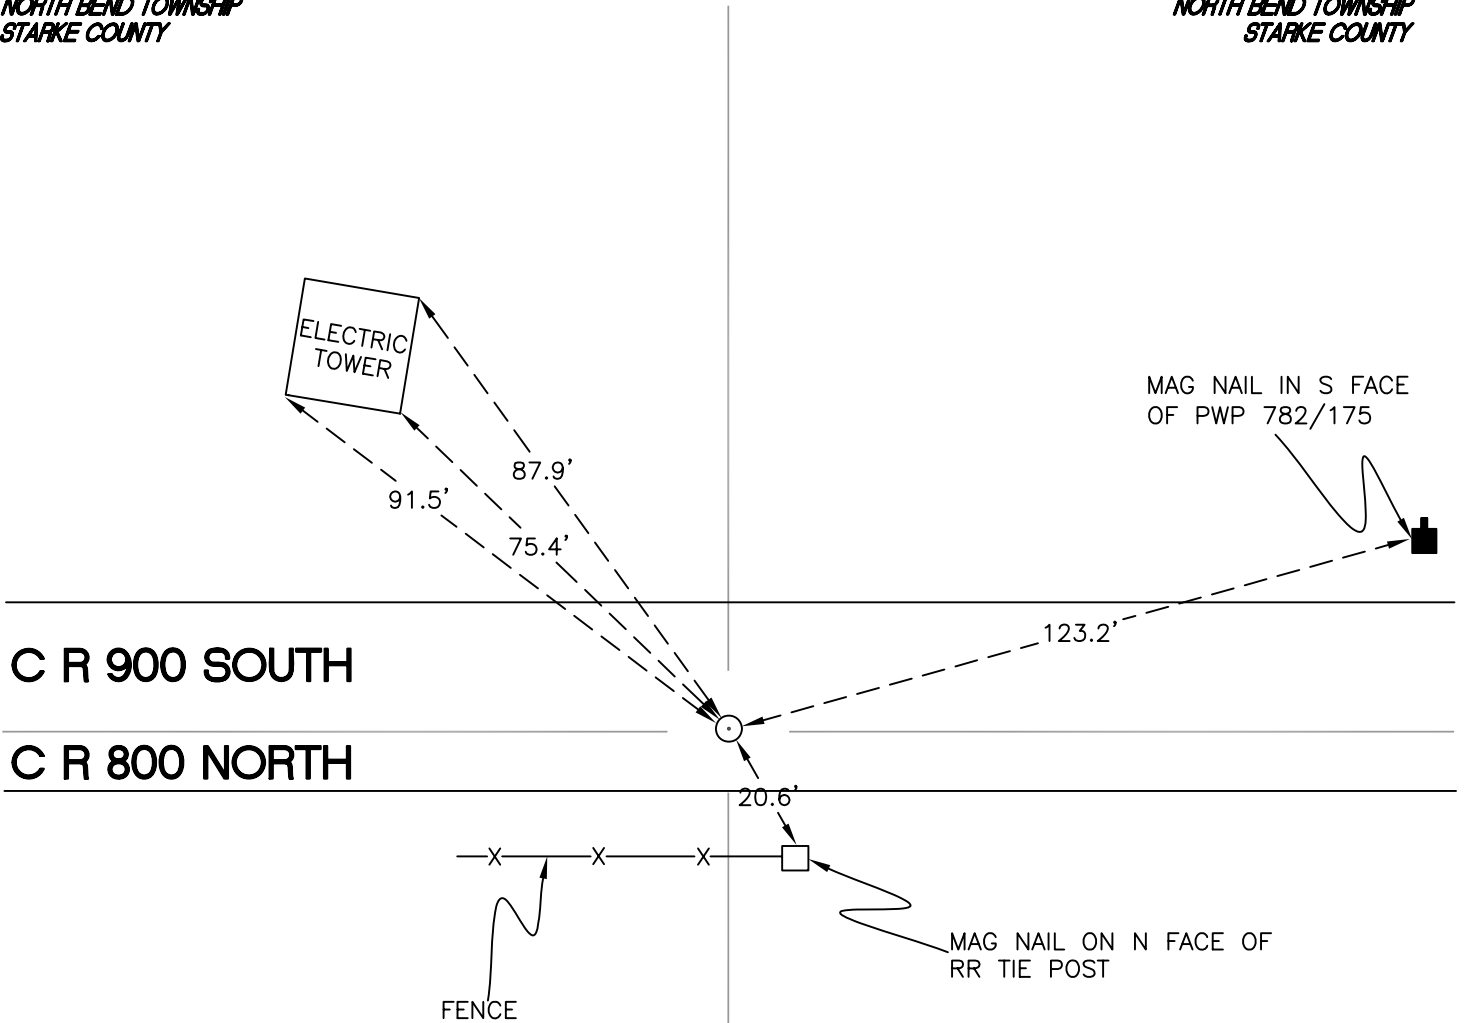 NORTH BEND TOWNSHIP
STARKE COUNTY
NORTH BEND TOWNSHIP
STARKE COUNTY
ELECTRIC
TOWER
MAG NAIL IN S FACE
OF PWP 782/175
87.9'
91.5'
75.4'
123.2'
C R 900 SOUTH
C R 800 NORTH
20.6'
X X X
MAG NAIL ON N FACE OF
RR TIE POST
FENCE